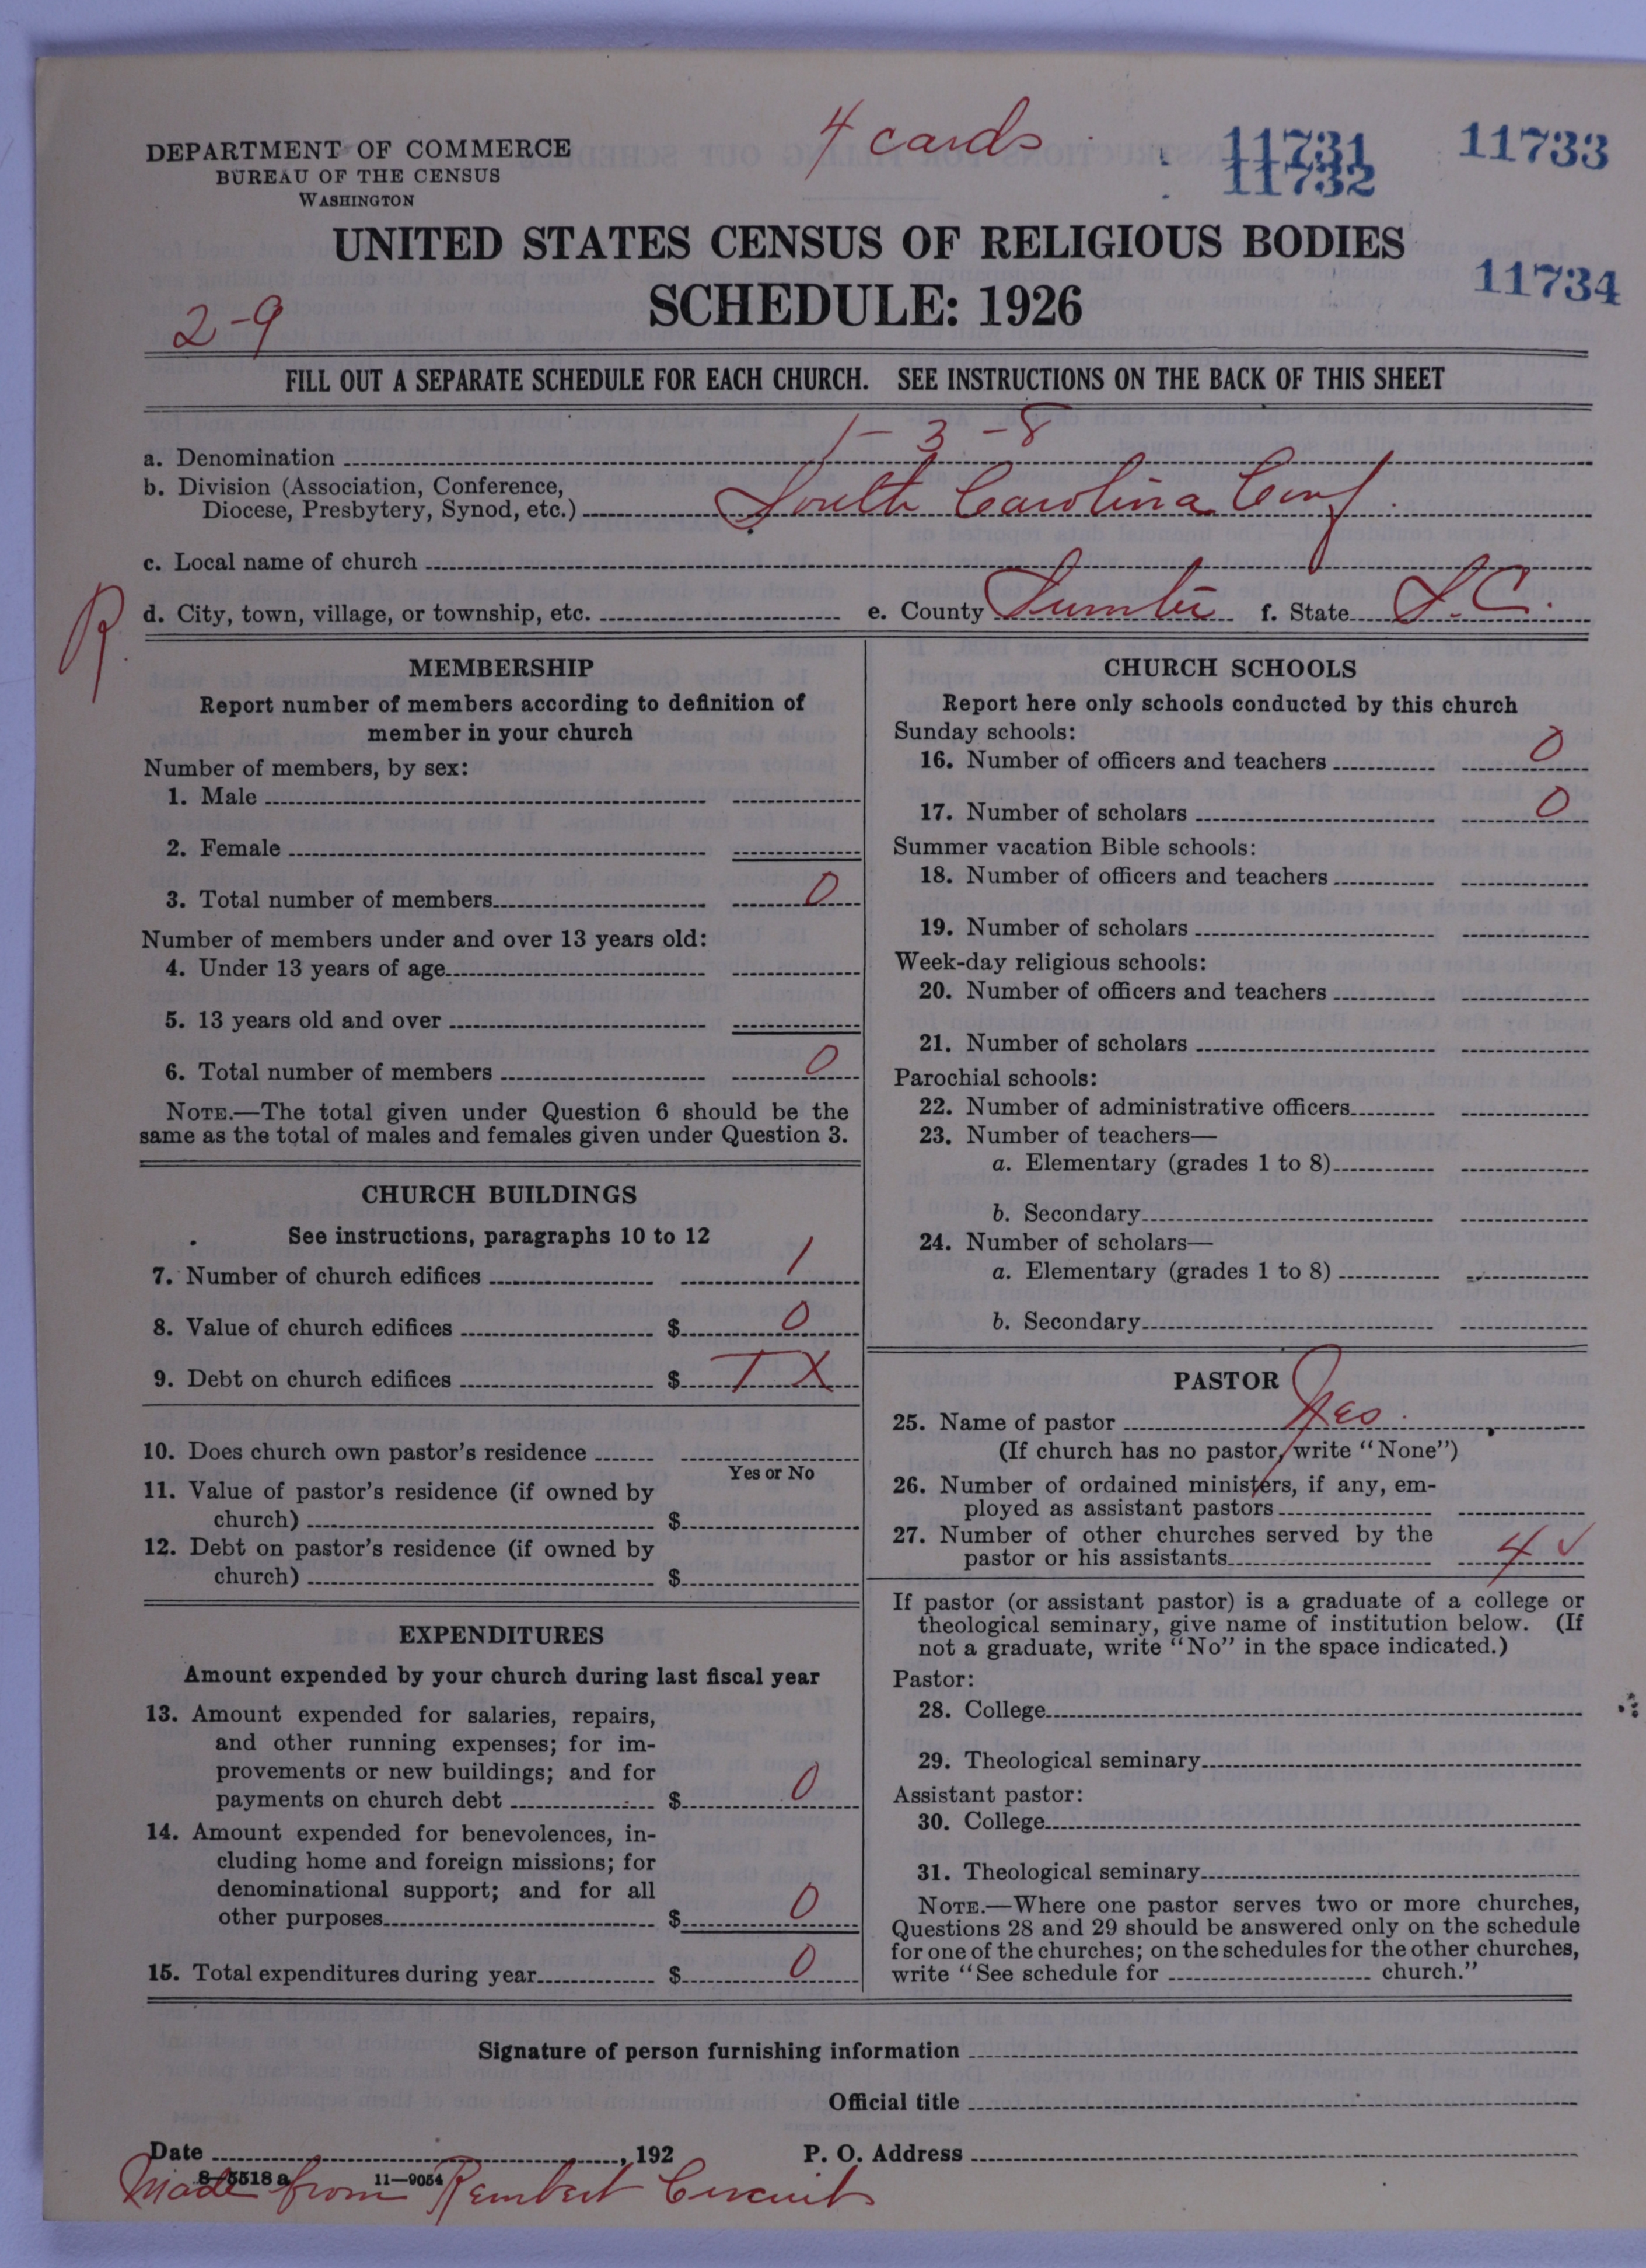 4 cards
11731
11732
11733
11734
DEPARTMENT OF COMMERCE
BUREAU OF THE CENSUS
WASHINGTON
UNITED STATES CENSUS OF RELIGIOUS BODIES
SCHEDULE: 1926
2-9
FILL OUT A SEPARATE SCHEDULE FOR EACH CHURCH. SEE INSTRUCTIONS ON THE BACK OF THIS SHEET
a. Denomination 1-3-8
b. Division (Association, Conference,
Diocese, Presbytery, Synod, etc.) South Carolina Conf.
c. Local name of church
R
d. City, town, village, or township, etc. e. County Sumter f. State S.C.
MEMBERSHIP
Report number of members according to definition of
member in your church
Number of members, by sex:
1. Male
2. Female
3. Total number of members 0
Number of members under and over 13 years old:
4. Under 13 years of age
5. 13 years old and over
6. Total number of members 0
NOTE.—The total given under Question 6 should be the
same as the total of males and females given under Question 3.
CHURCH BUILDINGS
See instructions, paragraphs 10 to 12
7. Number of church edifices 1
8. Value of church edifices $ 0
9. Debt on church edifices $ T X
10. Does church own pastor's residence
Yes or No
11. Value of pastor's residence (if owned by
church) $
12. Debt on pastor's residence (if owned by
church) $
EXPENDITURES
Amount expended by your church during last fiscal year
13. Amount expended for salaries, repairs,
and other running expenses; for im-
provements or new buildings; and for
payments on church debt $ 0
14. Amount expended for benevolences, in-
cluding home and foreign missions; for
denominational support; and for all
other purposes $ 0
15. Total expenditures during year $ 0
CHURCH SCHOOLS
Report here only schools conducted by this church
Sunday schools:
16. Number of officers and teachers 0
17. Number of scholars 0
Summer vacation Bible schools:
18. Number of officers and teachers
19. Number of scholars
Week-day religious schools:
20. Number of officers and teachers
21. Number of scholars
Parochial schools:
22. Number of administrative officers
23. Number of teachers—
a. Elementary (grades 1 to 8)
b. Secondary
24. Number of scholars—
a. Elementary (grades 1 to 8)
b. Secondary
PASTOR
25. Name of pastor Yes.
(If church has no pastor, write "None")
26. Number of ordained ministers, if any, em-
ployed as assistant pastors
27. Number of other churches served by the
pastor or his assistants 4 ✓
If pastor (or assistant pastor) is a graduate of a college or
theological seminary, give name of institution below. (If
not a graduate, write "No" in the space indicated.)
Pastor:
28. College
29. Theological seminary
Assistant pastor:
30. College
31. Theological seminary
NOTE.—Where one pastor serves two or more churches,
Questions 28 and 29 should be answered only on the schedule
for one of the churches; on the schedules for the other churches,
write "See schedule for church."
Signature of person furnishing information
Official title
Date , 192 P. O. Address
8-5518 a 11-9054
Made from Rembert Circuit